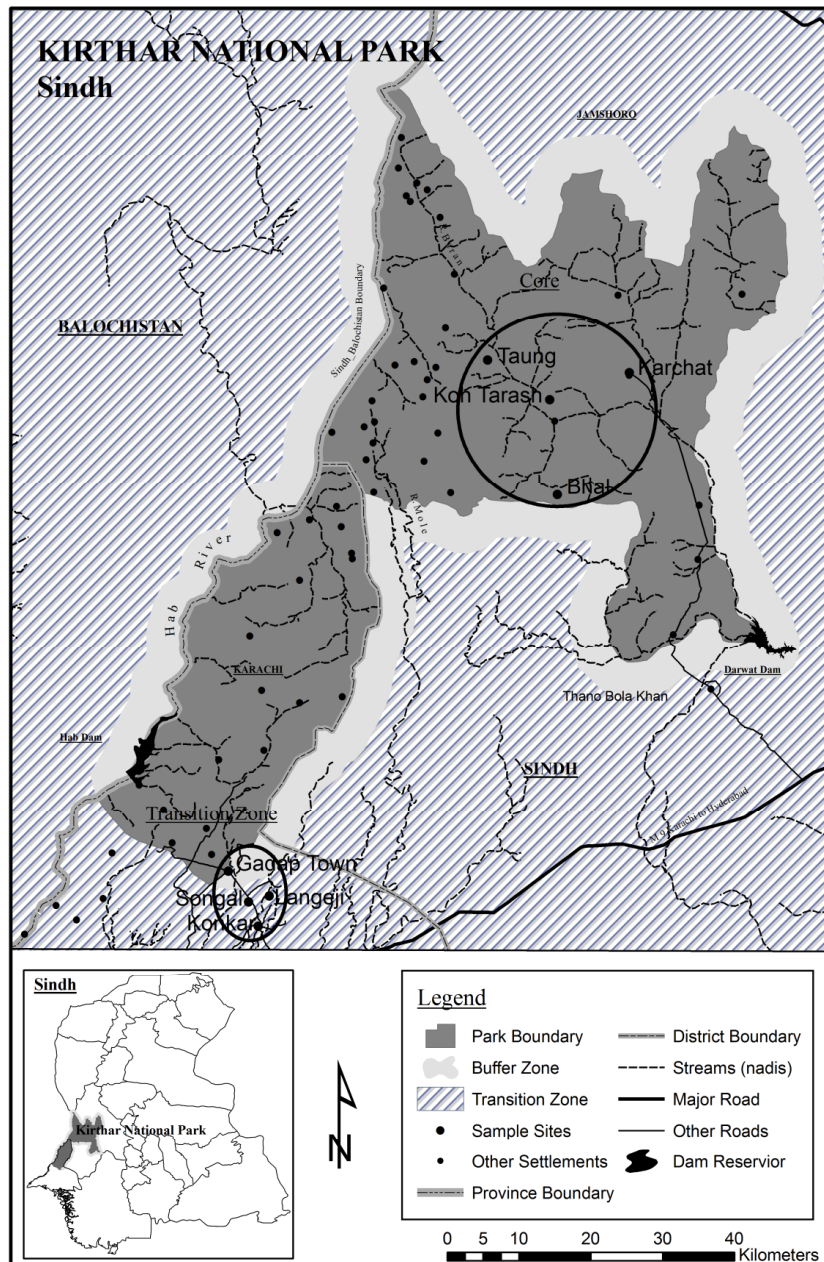 KIRTHAR NATIONAL PARK
Sindh
JAMSHORO
BALOCHISTAN
Sindh_Balochistan Boundary
Core
Taung
Karchat
Koh Tarash
Bijal
R.Mole
Hab River
KARACHI
Hab Dam
Darwat Dam
Thano Bola Khan
SINDH
Transition Zone
M.9 Karachi to Hyderabad
Gadap Town
Songal
Langeji
Konkar
Sindh
Kirthar National Park
N
Legend
Park Boundary
Buffer Zone
Transition Zone
Sample Sites
Other Settlements
Province Boundary
District Boundary
Streams (nadis)
Major Road
Other Roads
Dam Reservior
0 5 10 20 30 40
Kilometers